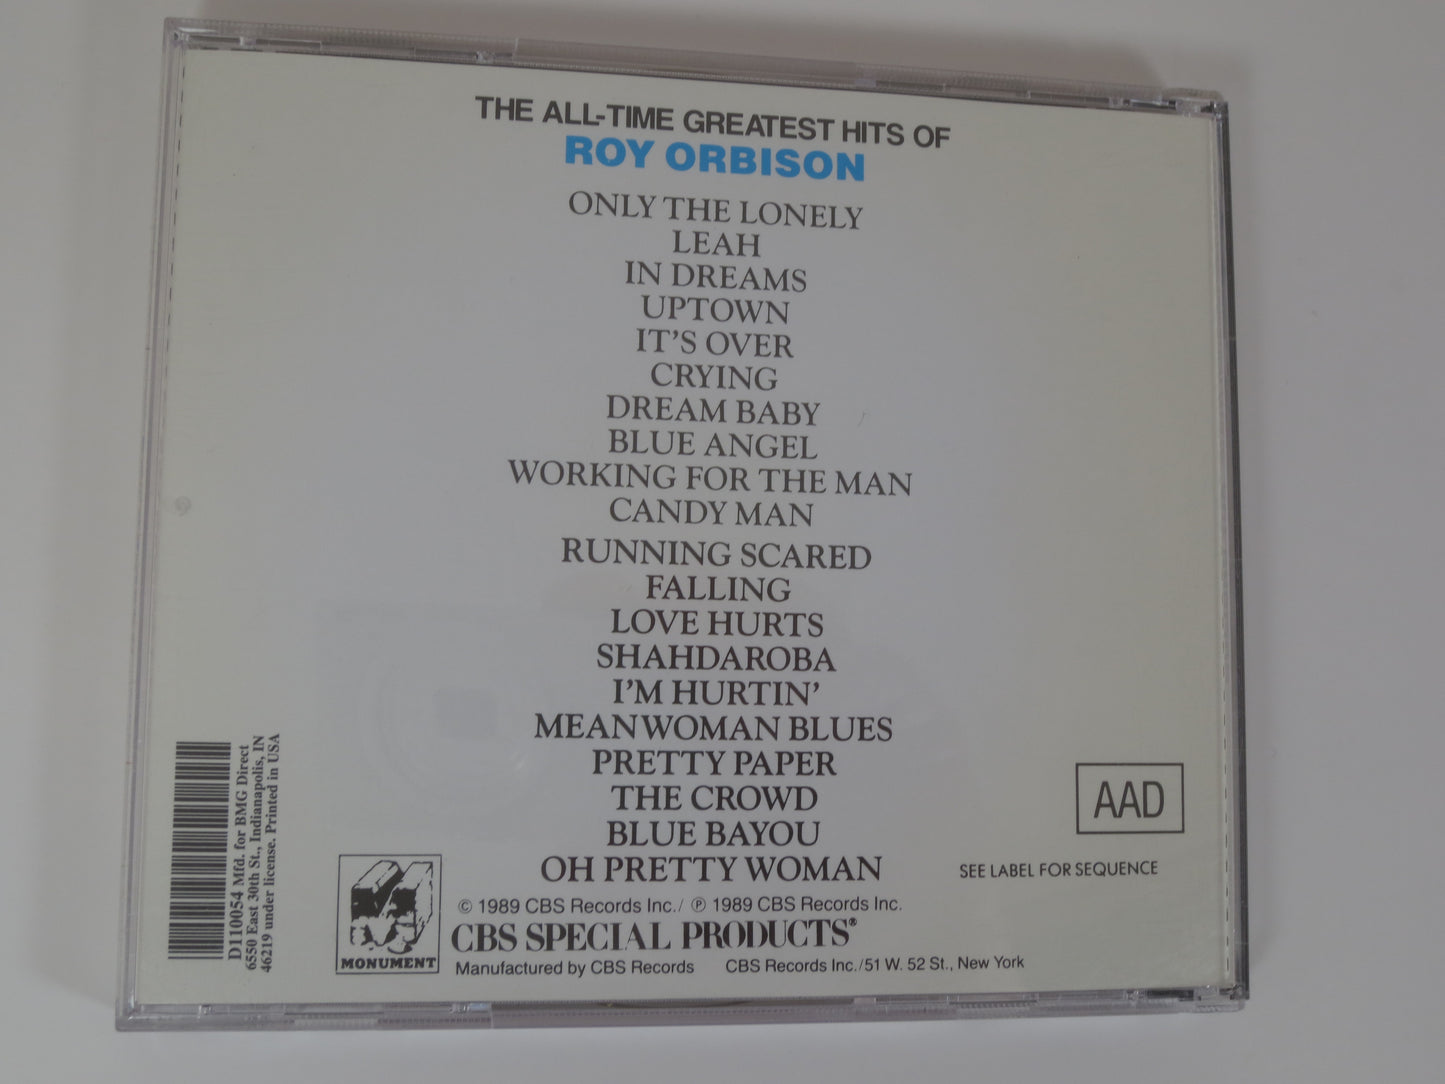 THE ALL-TIME GREATEST HITS OF
ROY ORBISON
ONLY THE LONELY
LEAH
IN DREAMS
UPTOWN
IT'S OVER
CRYING
DREAM BABY
BLUE ANGEL
WORKING FOR THE MAN
CANDY MAN
RUNNING SCARED
FALLING
LOVE HURTS
SHAHDAROBA
I'M HURTIN'
MEAN WOMAN BLUES
PRETTY PAPER
THE CROWD
BLUE BAYOU
OH PRETTY WOMAN
AAD
SEE LABEL FOR SEQUENCE
© 1989 CBS Records Inc./ ℗ 1989 CBS Records Inc.
CBS SPECIAL PRODUCTS®
Manufactured by CBS Records CBS Records Inc./51 W. 52 St., New York
MONUMENT
D110054 Mfd. for BMG Direct
6550 East 30th St., Indianapolis, IN
46219 under license. Printed in USA